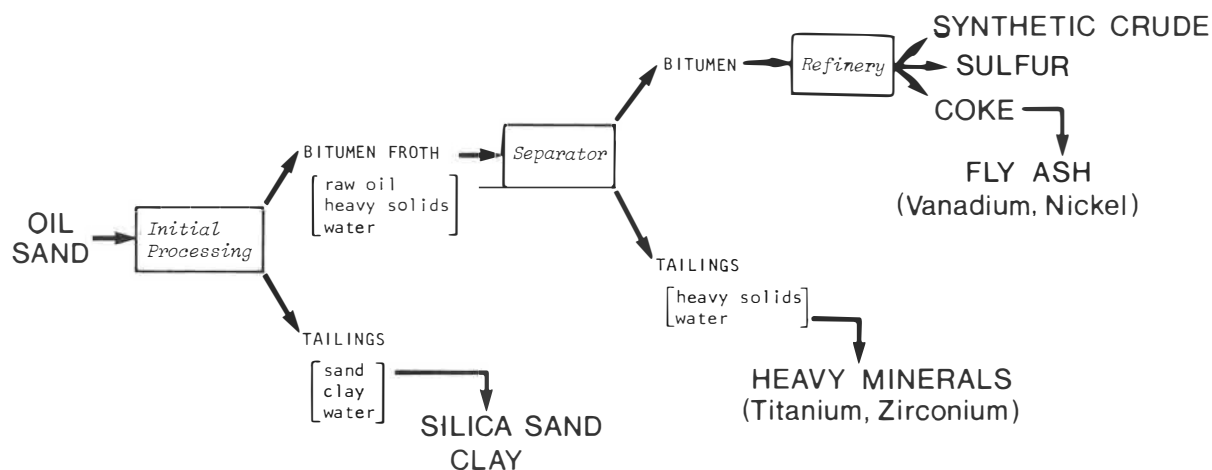 OIL
SAND
Initial
Processing
BITUMEN FROTH
raw oil
heavy solids
water
TAILINGS
sand
clay
water
SILICA SAND
CLAY
Separator
BITUMEN
Refinery
SYNTHETIC CRUDE
SULFUR
COKE
FLY ASH
(Vanadium, Nickel)
TAILINGS
heavy solids
water
HEAVY MINERALS
(Titanium, Zirconium)